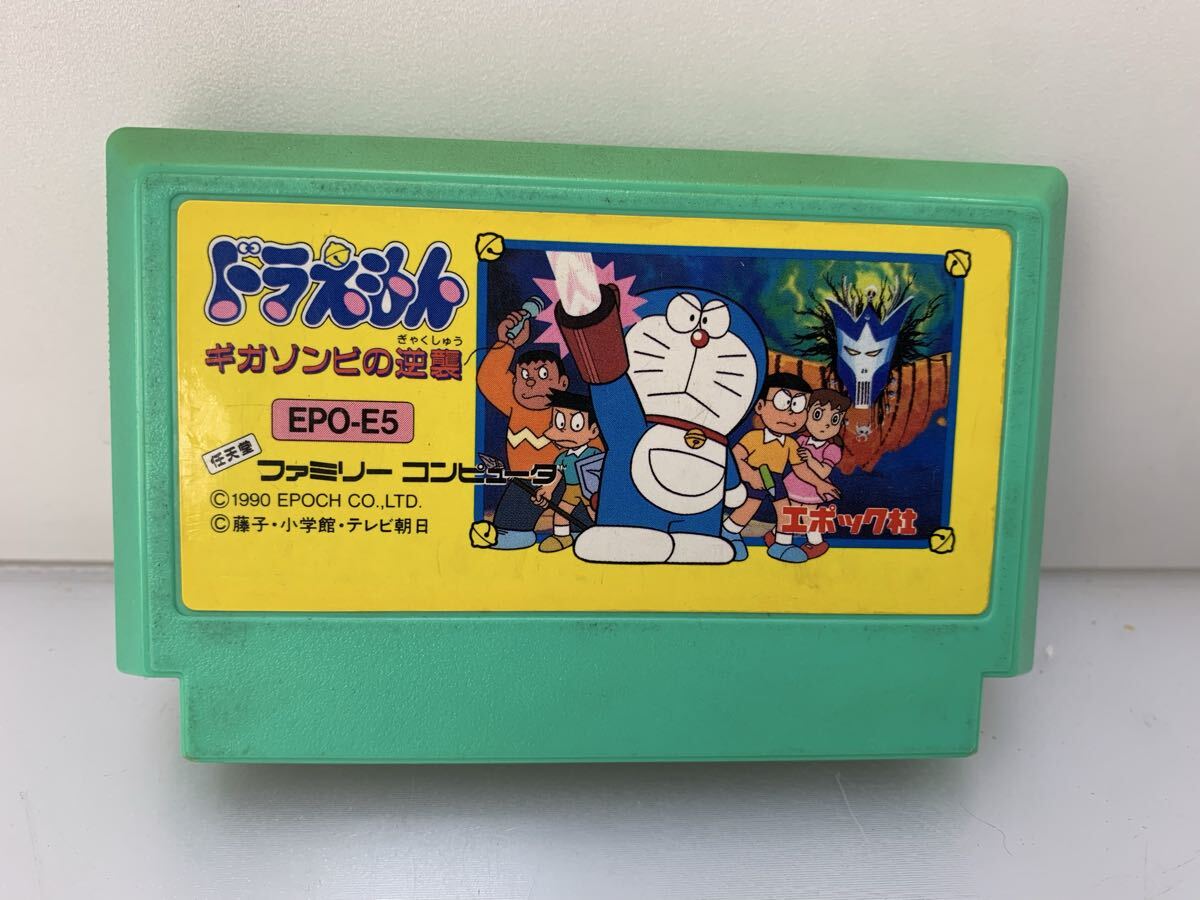 ドラえもん
ぎゃくしゅう
ギガゾンビの逆襲
EPO-E5
任天堂
ファミリー コンピュータ
©1990 EPOCH CO.,LTD.
©藤子・小学館・テレビ朝日
エポック社